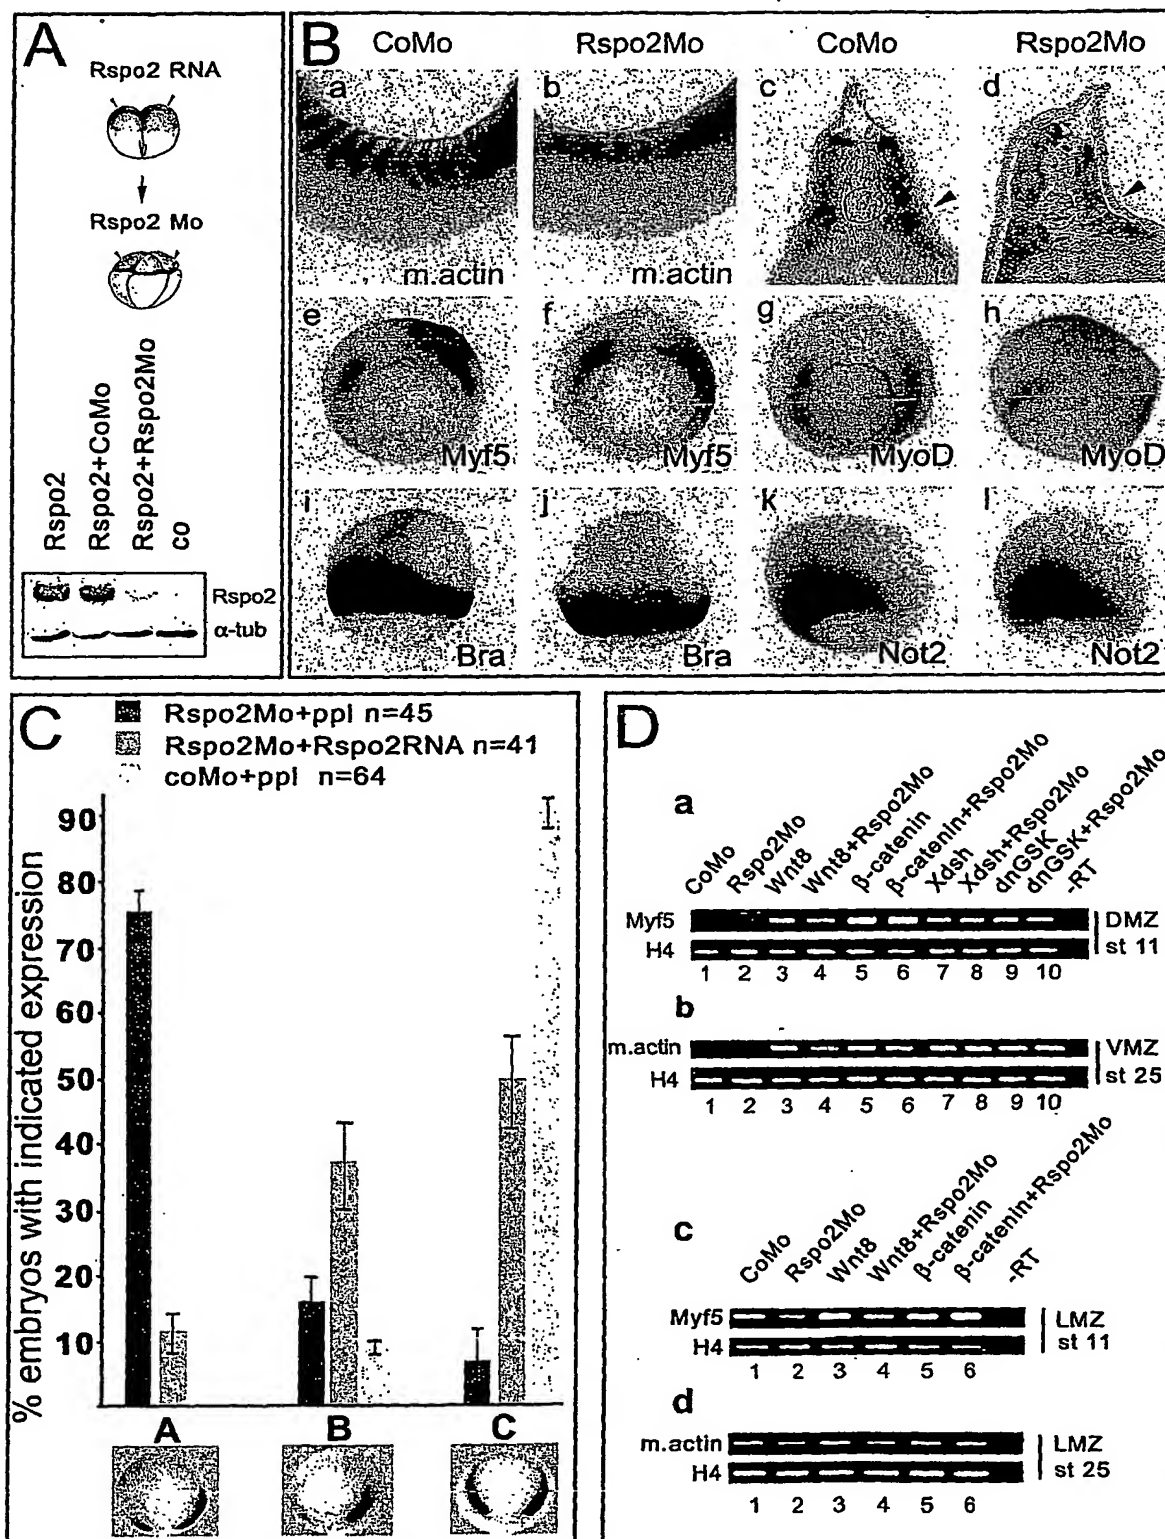 A
Rspo2 RNA
Rspo2 Mo
Rspo2
Rspo2+CoMo
Rspo2+Rspo2Mo
co
Rspo2
α-tub
B
CoMo
Rspo2Mo
CoMo
Rspo2Mo
a
m.actin
b
m.actin
c
d
e
Myf5
f
Myf5
g
MyoD
h
MyoD
i
Bra
j
Bra
k
Not2
l
Not2
C
Rspo2Mo+ppl n=45
Rspo2Mo+Rspo2RNA n=41
coMo+ppl n=64
% embryos with indicated expression
90
80
70
60
50
40
30
20
10
A
B
C
D
a
CoMo
Rspo2Mo
Wnt8
Wnt8+Rspo2Mo
β-catenin
β-catenin+Rspo2Mo
Xdsh
Xdsh+Rspo2Mo
dnGSK
dnGSK+Rspo2Mo
-RT
Myf5
H4
DMZ
st 11
1 2 3 4 5 6 7 8 9 10
b
m.actin
H4
VMZ
st 25
1 2 3 4 5 6 7 8 9 10
c
CoMo
Rspo2Mo
Wnt8
Wnt8+Rspo2Mo
β-catenin
β-catenin+Rspo2Mo
-RT
Myf5
H4
LMZ
st 11
1 2 3 4 5 6
d
m.actin
H4
LMZ
st 25
1 2 3 4 5 6